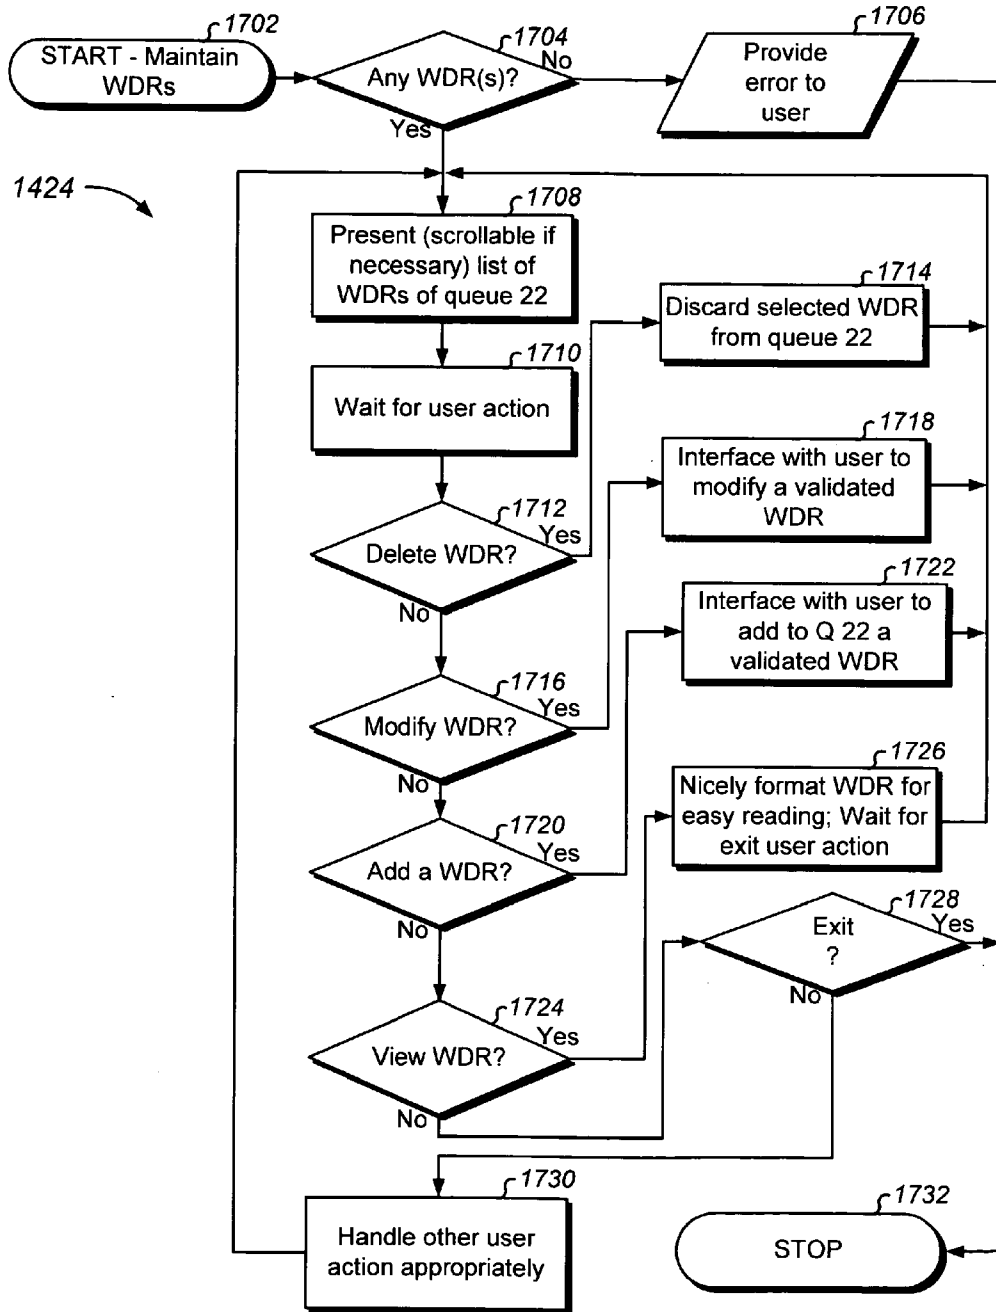 1702
START - Maintain
WDRs
1704
Any WDR(s)?
No
Yes
1706
Provide
error to
user
1424
1708
Present (scrollable if
necessary) list of
WDRs of queue 22
1710
Wait for user action
1712
Delete WDR?
Yes
No
1714
Discard selected WDR
from queue 22
1716
Modify WDR?
Yes
No
1718
Interface with user to
modify a validated
WDR
1720
Add a WDR?
Yes
No
1722
Interface with user to
add to Q 22 a
validated WDR
1724
View WDR?
Yes
No
1726
Nicely format WDR for
easy reading; Wait for
exit user action
1728
Exit
?
Yes
No
1730
Handle other user
action appropriately
1732
STOP